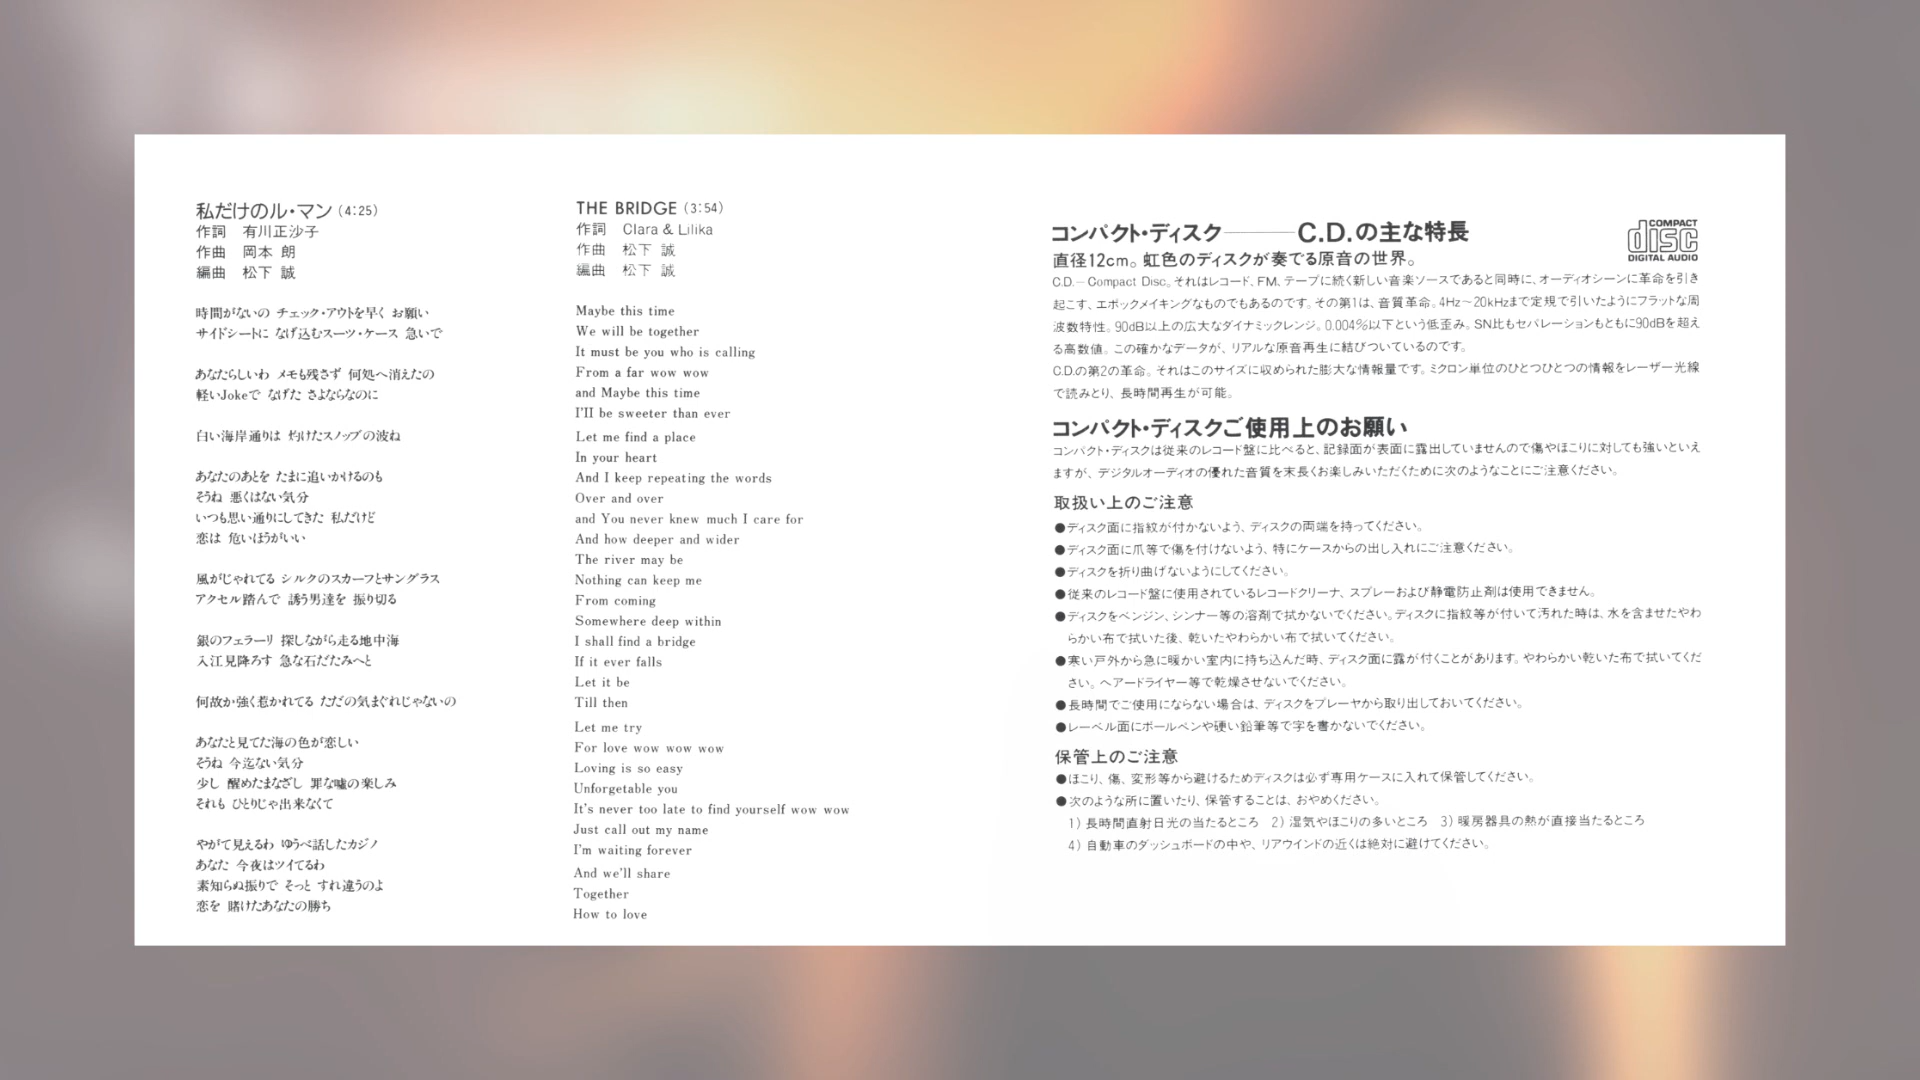 私だけのル・マン（4:25）
作詞　有川正沙子
作曲　岡本 朗
編曲　松下 誠
時間がないの チェック・アウトを早く お願い
サイドシートに なげ込むスーツ・ケース 急いで
あなたらしいわ メモも残さず 何処へ消えたの
軽いJokeで なげた さよならなのに
白い海岸通りは 灼けたスノッブの波ね
あなたのあとを たまに追いかけるのも
そうね 悪くはない気分
いつも思い通りにしてきた 私だけど
恋は 危いほうがいい
風がじゃれてる シルクのスカーフとサングラス
アクセル踏んで 誘う男達を 振り切る
銀のフェラーリ 探しながら走る地中海
入江見降ろす 急な石だたみへと
何故か強く惹かれてる ただの気まぐれじゃないの
あなたと見てた海の色が恋しい
そうね 今迄ない気分
少し 醒めたまなざし 罪な嘘の楽しみ
それも ひとりじゃ出来なくて
やがて見えるわ ゆうべ話したカジノ
あなた 今夜はツイてるわ
素知らぬ振りで そっと すれ違うのよ
恋を 賭けたあなたの勝ち
THE BRIDGE（3:54）
作詞　Clara & Lilika
作曲　松下 誠
編曲　松下 誠
Maybe this time
We will be together
It must be you who is calling
From a far wow wow
and Maybe this time
I'll be sweeter than ever
Let me find a place
In your heart
And I keep repeating the words
Over and over
and You never knew much I care for
And how deeper and wider
The river may be
Nothing can keep me
From coming
Somewhere deep within
I shall find a bridge
If it ever falls
Let it be
Till then
Let me try
For love wow wow wow
Loving is so easy
Unforgetable you
It's never too late to find yourself wow wow
Just call out my name
I'm waiting forever
And we'll share
Together
How to love
コンパクト・ディスク――C.D.の主な特長
COMPACT
disc
DIGITAL AUDIO
直径12cm。虹色のディスクが奏でる原音の世界。
C.D.－Compact Disc。それはレコード、FM、テープに続く新しい音楽ソースであると同時に、オーディオシーンに革命を引き
起こす、エポックメイキングなものでもあるのです。その第1は、音質革命。4Hz～20kHzまで定規で引いたようにフラットな周
波数特性。90dB以上の広大なダイナミックレンジ。0.004％以下という低歪み。SN比もセパレーションもともに90dBを超え
る高数値。この確かなデータが、リアルな原音再生に結びついているのです。
C.D.の第2の革命。それはこのサイズに収められた膨大な情報量です。ミクロン単位のひとつひとつの情報をレーザー光線
で読みとり、長時間再生が可能。
コンパクト・ディスクご使用上のお願い
コンパクト・ディスクは従来のレコード盤に比べると、記録面が表面に露出していませんので傷やほこりに対しても強いといえ
ますが、デジタルオーディオの優れた音質を末長くお楽しみいただくために次のようなことにご注意ください。
取扱い上のご注意
●ディスク面に指紋が付かないよう、ディスクの両端を持ってください。
●ディスク面に爪等で傷を付けないよう、特にケースからの出し入れにご注意ください。
●ディスクを折り曲げないようにしてください。
●従来のレコード盤に使用されているレコードクリーナ、スプレーおよび静電防止剤は使用できません。
●ディスクをベンジン、シンナー等の溶剤で拭かないでください。ディスクに指紋等が付いて汚れた時は、水を含ませたやわ
らかい布で拭いた後、乾いたやわらかい布で拭いてください。
●寒い戸外から急に暖かい室内に持ち込んだ時、ディスク面に露が付くことがあります。やわらかい乾いた布で拭いてくだ
さい。ヘアードライヤー等で乾燥させないでください。
●長時間でご使用にならない場合は、ディスクをプレーヤから取り出しておいてください。
●レーベル面にボールペンや硬い鉛筆等で字を書かないでください。
保管上のご注意
●ほこり、傷、変形等から避けるためディスクは必ず専用ケースに入れて保管してください。
●次のような所に置いたり、保管することは、おやめください。
1）長時間直射日光の当たるところ　2）湿気やほこりの多いところ　3）暖房器具の熱が直接当たるところ
4）自動車のダッシュボードの中や、リアウインドの近くは絶対に避けてください。